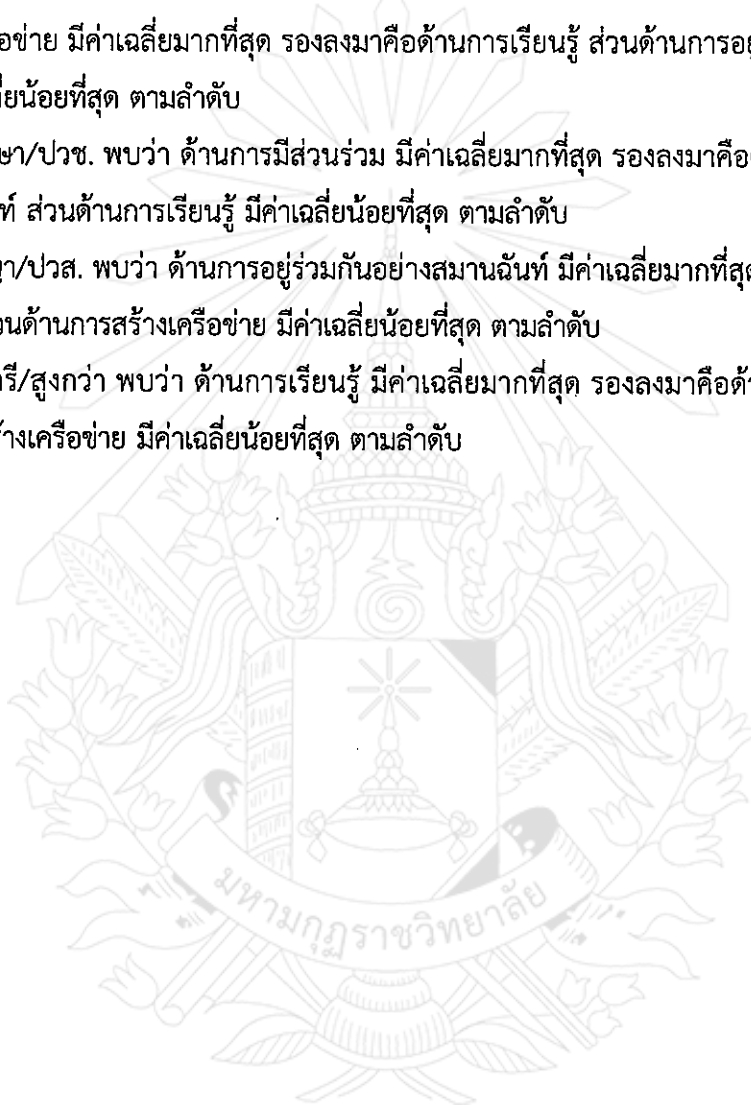 อข่าย มีค่าเฉลี่ยมากที่สุด รองลงมาคือด้านการเรียนรู้ ส่วนด้านการอยู่
ยน้อยที่สุด ตามลำดับ
ษา/ปวช. พบว่า ด้านการมีส่วนร่วม มีค่าเฉลี่ยมากที่สุด รองลงมาคือ
ท์ ส่วนด้านการเรียนรู้ มีค่าเฉลี่ยน้อยที่สุด ตามลำดับ
/ปวส. พบว่า ด้านการอยู่ร่วมกันอย่างสมานฉันท์ มีค่าเฉลี่ยมากที่สุด
วนด้านการสร้างเครือข่าย มีค่าเฉลี่ยน้อยที่สุด ตามลำดับ
รี/สูงกว่า พบว่า ด้านการเรียนรู้ มีค่าเฉลี่ยมากที่สุด รองลงมาคือด้า
างเครือข่าย มีค่าเฉลี่ยน้อยที่สุด ตามลำดับ
มหามกุฏราชวิทยาลัย